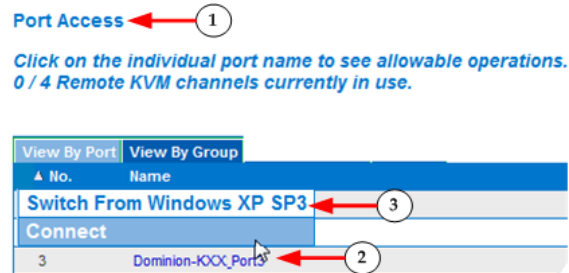 Port Access 1
Click on the individual port name to see allowable operations.
0 / 4 Remote KVM channels currently in use.
View By Port View By Group
▲ No. Name
Switch From Windows XP SP3 3
Connect
3 Dominion-KXX_Port3 2